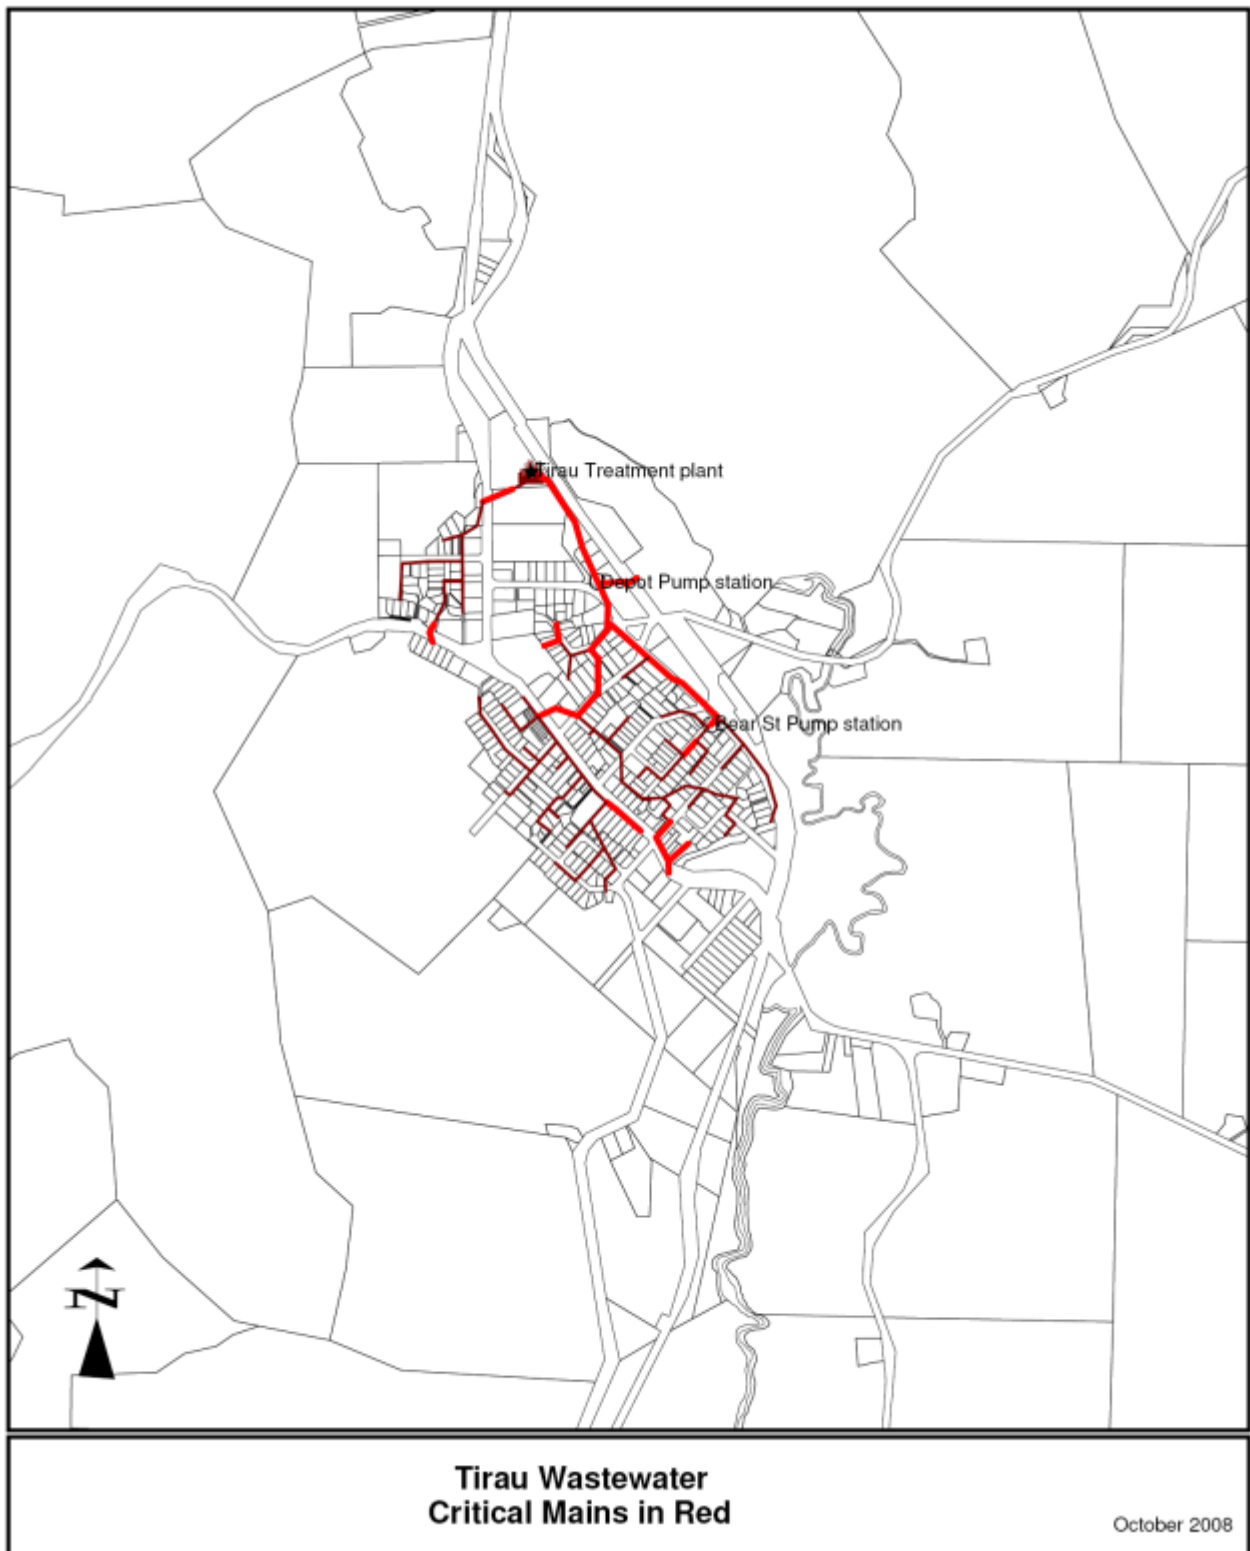 Tirau Treatment plant
Depot Pump station
Bear St Pump station
N
Tirau Wastewater
Critical Mains in Red
October 2008